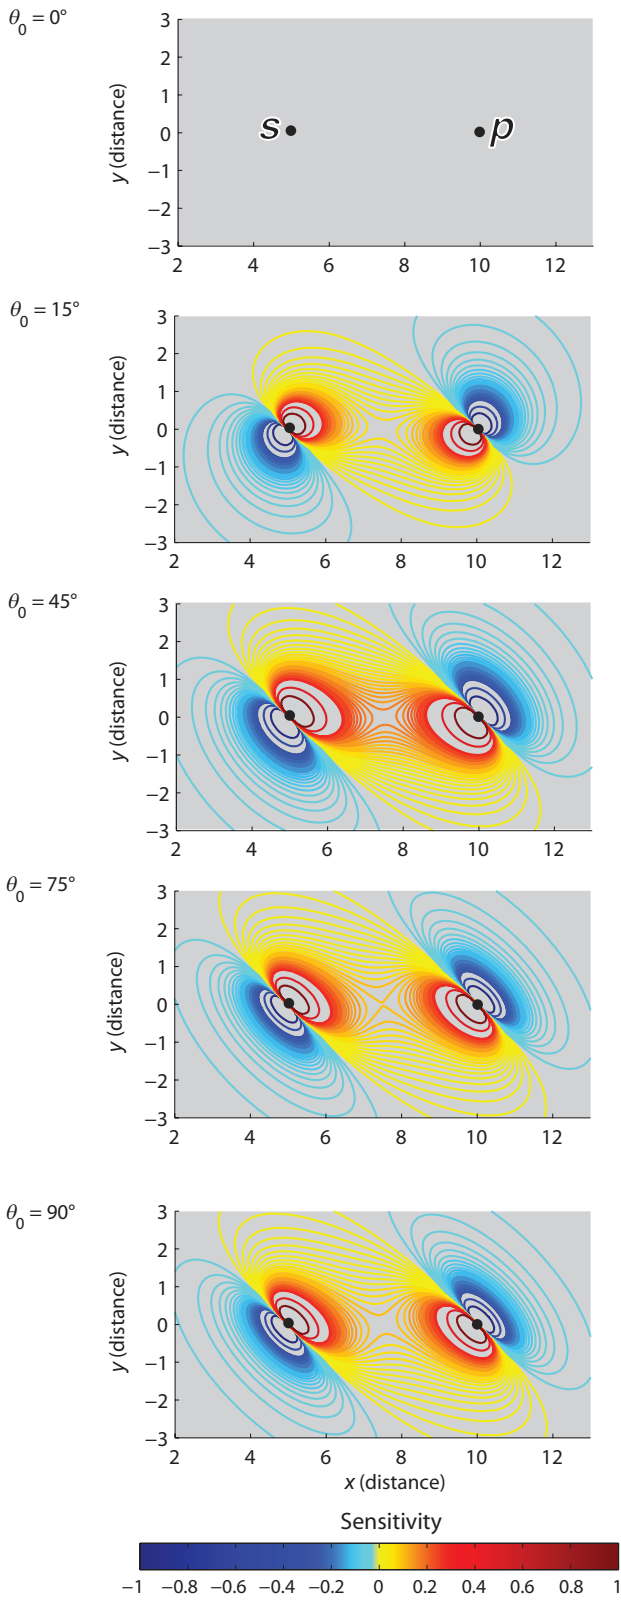 θ0 = 0°
3
2
1
0
−1
−2
−3
y (distance)
s
p
2 4 6 8 10 12
θ0 = 15°
3
2
1
0
−1
−2
−3
y (distance)
2 4 6 8 10 12
θ0 = 45°
3
2
1
0
−1
−2
−3
y (distance)
2 4 6 8 10 12
θ0 = 75°
3
2
1
0
−1
−2
−3
y (distance)
2 4 6 8 10 12
θ0 = 90°
3
2
1
0
−1
−2
−3
y (distance)
2 4 6 8 10 12
x (distance)
Sensitivity
−1 −0.8 −0.6 −0.4 −0.2 0 0.2 0.4 0.6 0.8 1